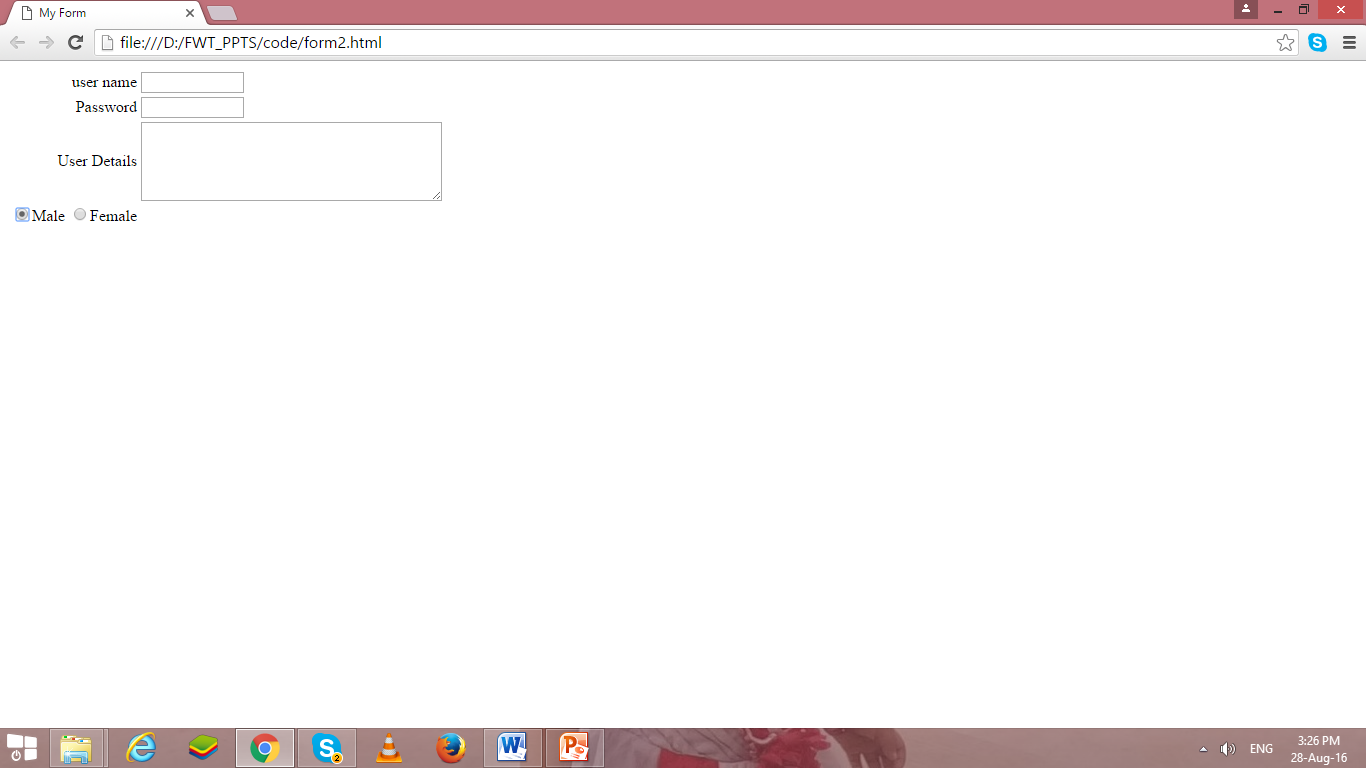 My Form
file:///D:/FWT_PPTS/code/form2.html
user name
Password
User Details
Male Female
2
ENG
3:26 PM
28-Aug-16